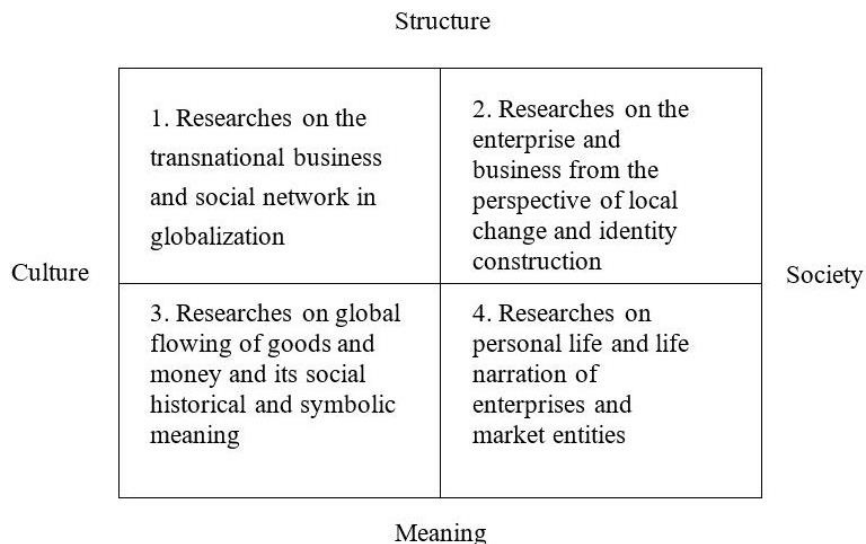 Structure
1. Researches on the
transnational business
and social network in
globalization
2. Researches on the
enterprise and
business from the
perspective of local
change and identity
construction
Culture
Society
3. Researches on global
flowing of goods and
money and its social
historical and symbolic
meaning
4. Researches on
personal life and life
narration of
enterprises and
market entities
Meaning